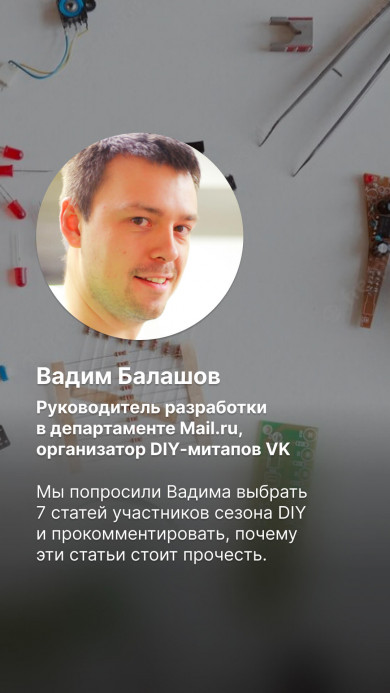 Вадим Балашов
Руководитель разработки
в департаменте Mail.ru,
организатор DIY-митапов VK
Мы попросили Вадима выбрать
7 статей участников сезона DIY
и прокомментировать, почему
эти статьи стоит прочесть.